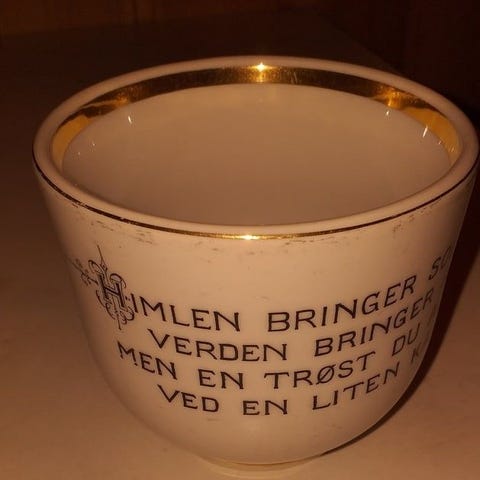 HIMLEN BRINGER
VERDEN BRINGER
MEN EN TRØST DU
VED EN LITEN